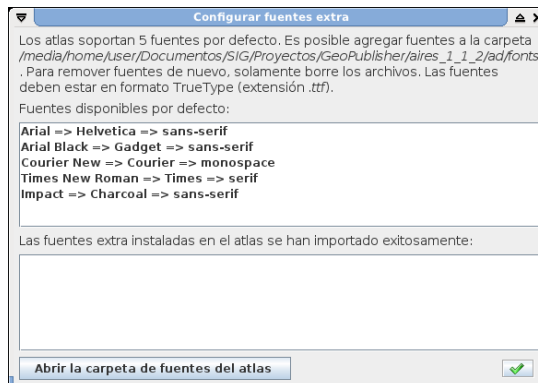 Configurar fuentes extra
Los atlas soportan 5 fuentes por defecto. Es posible agregar fuentes a la carpeta
/media/home/user/Documentos/SIG/Proyectos/GeoPublisher/aires_1_1_2/ad/fonts
. Para remover fuentes de nuevo, solamente borre los archivos. Las fuentes
deben estar en formato TrueType (extensión .ttf).
Fuentes disponibles por defecto:
Arial => Helvetica => sans-serif
Arial Black => Gadget => sans-serif
Courier New => Courier => monospace
Times New Roman => Times => serif
Impact => Charcoal => sans-serif
Las fuentes extra instaladas en el atlas se han importado exitosamente:
Abrir la carpeta de fuentes del atlas